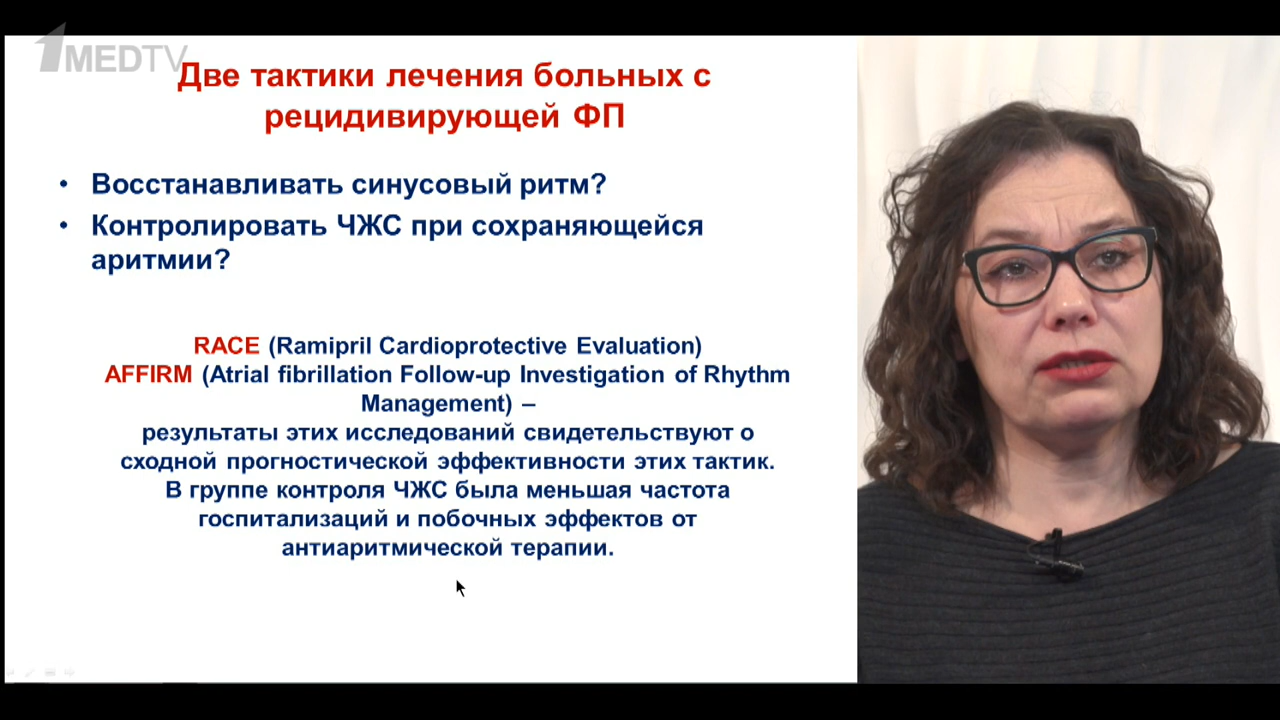 1MEDTV
Две тактики лечения больных с
рецидивирующей ФП
• Восстанавливать синусовый ритм?
• Контролировать ЧЖС при сохраняющейся
аритмии?
RACE (Ramipril Cardioprotective Evaluation)
AFFIRM (Atrial fibrillation Follow-up Investigation of Rhythm
Management) –
результаты этих исследований свидетельствуют о
сходной прогностической эффективности этих тактик.
В группе контроля ЧЖС была меньшая частота
госпитализаций и побочных эффектов от
антиаритмической терапии.